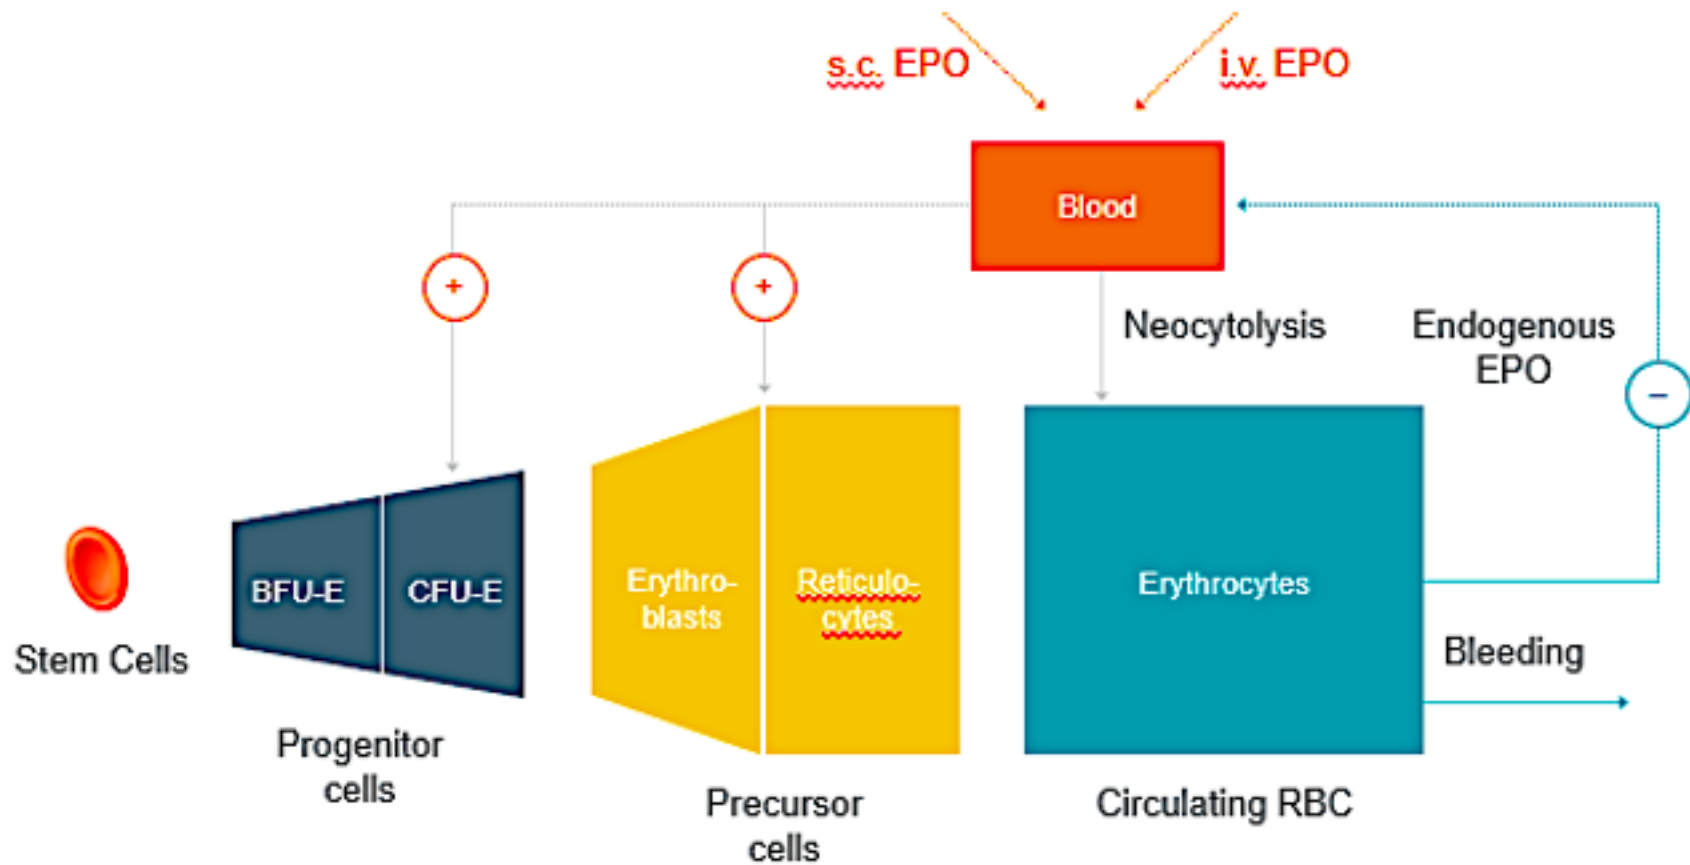 s.c. EPO
i.v. EPO
Blood
+
+
Neocytolysis
Endogenous
EPO
−
BFU-E
CFU-E
Erythro-
blasts
Reticulo-
cytes
Erythrocytes
Stem Cells
Bleeding
Progenitor
cells
Precursor
cells
Circulating RBC